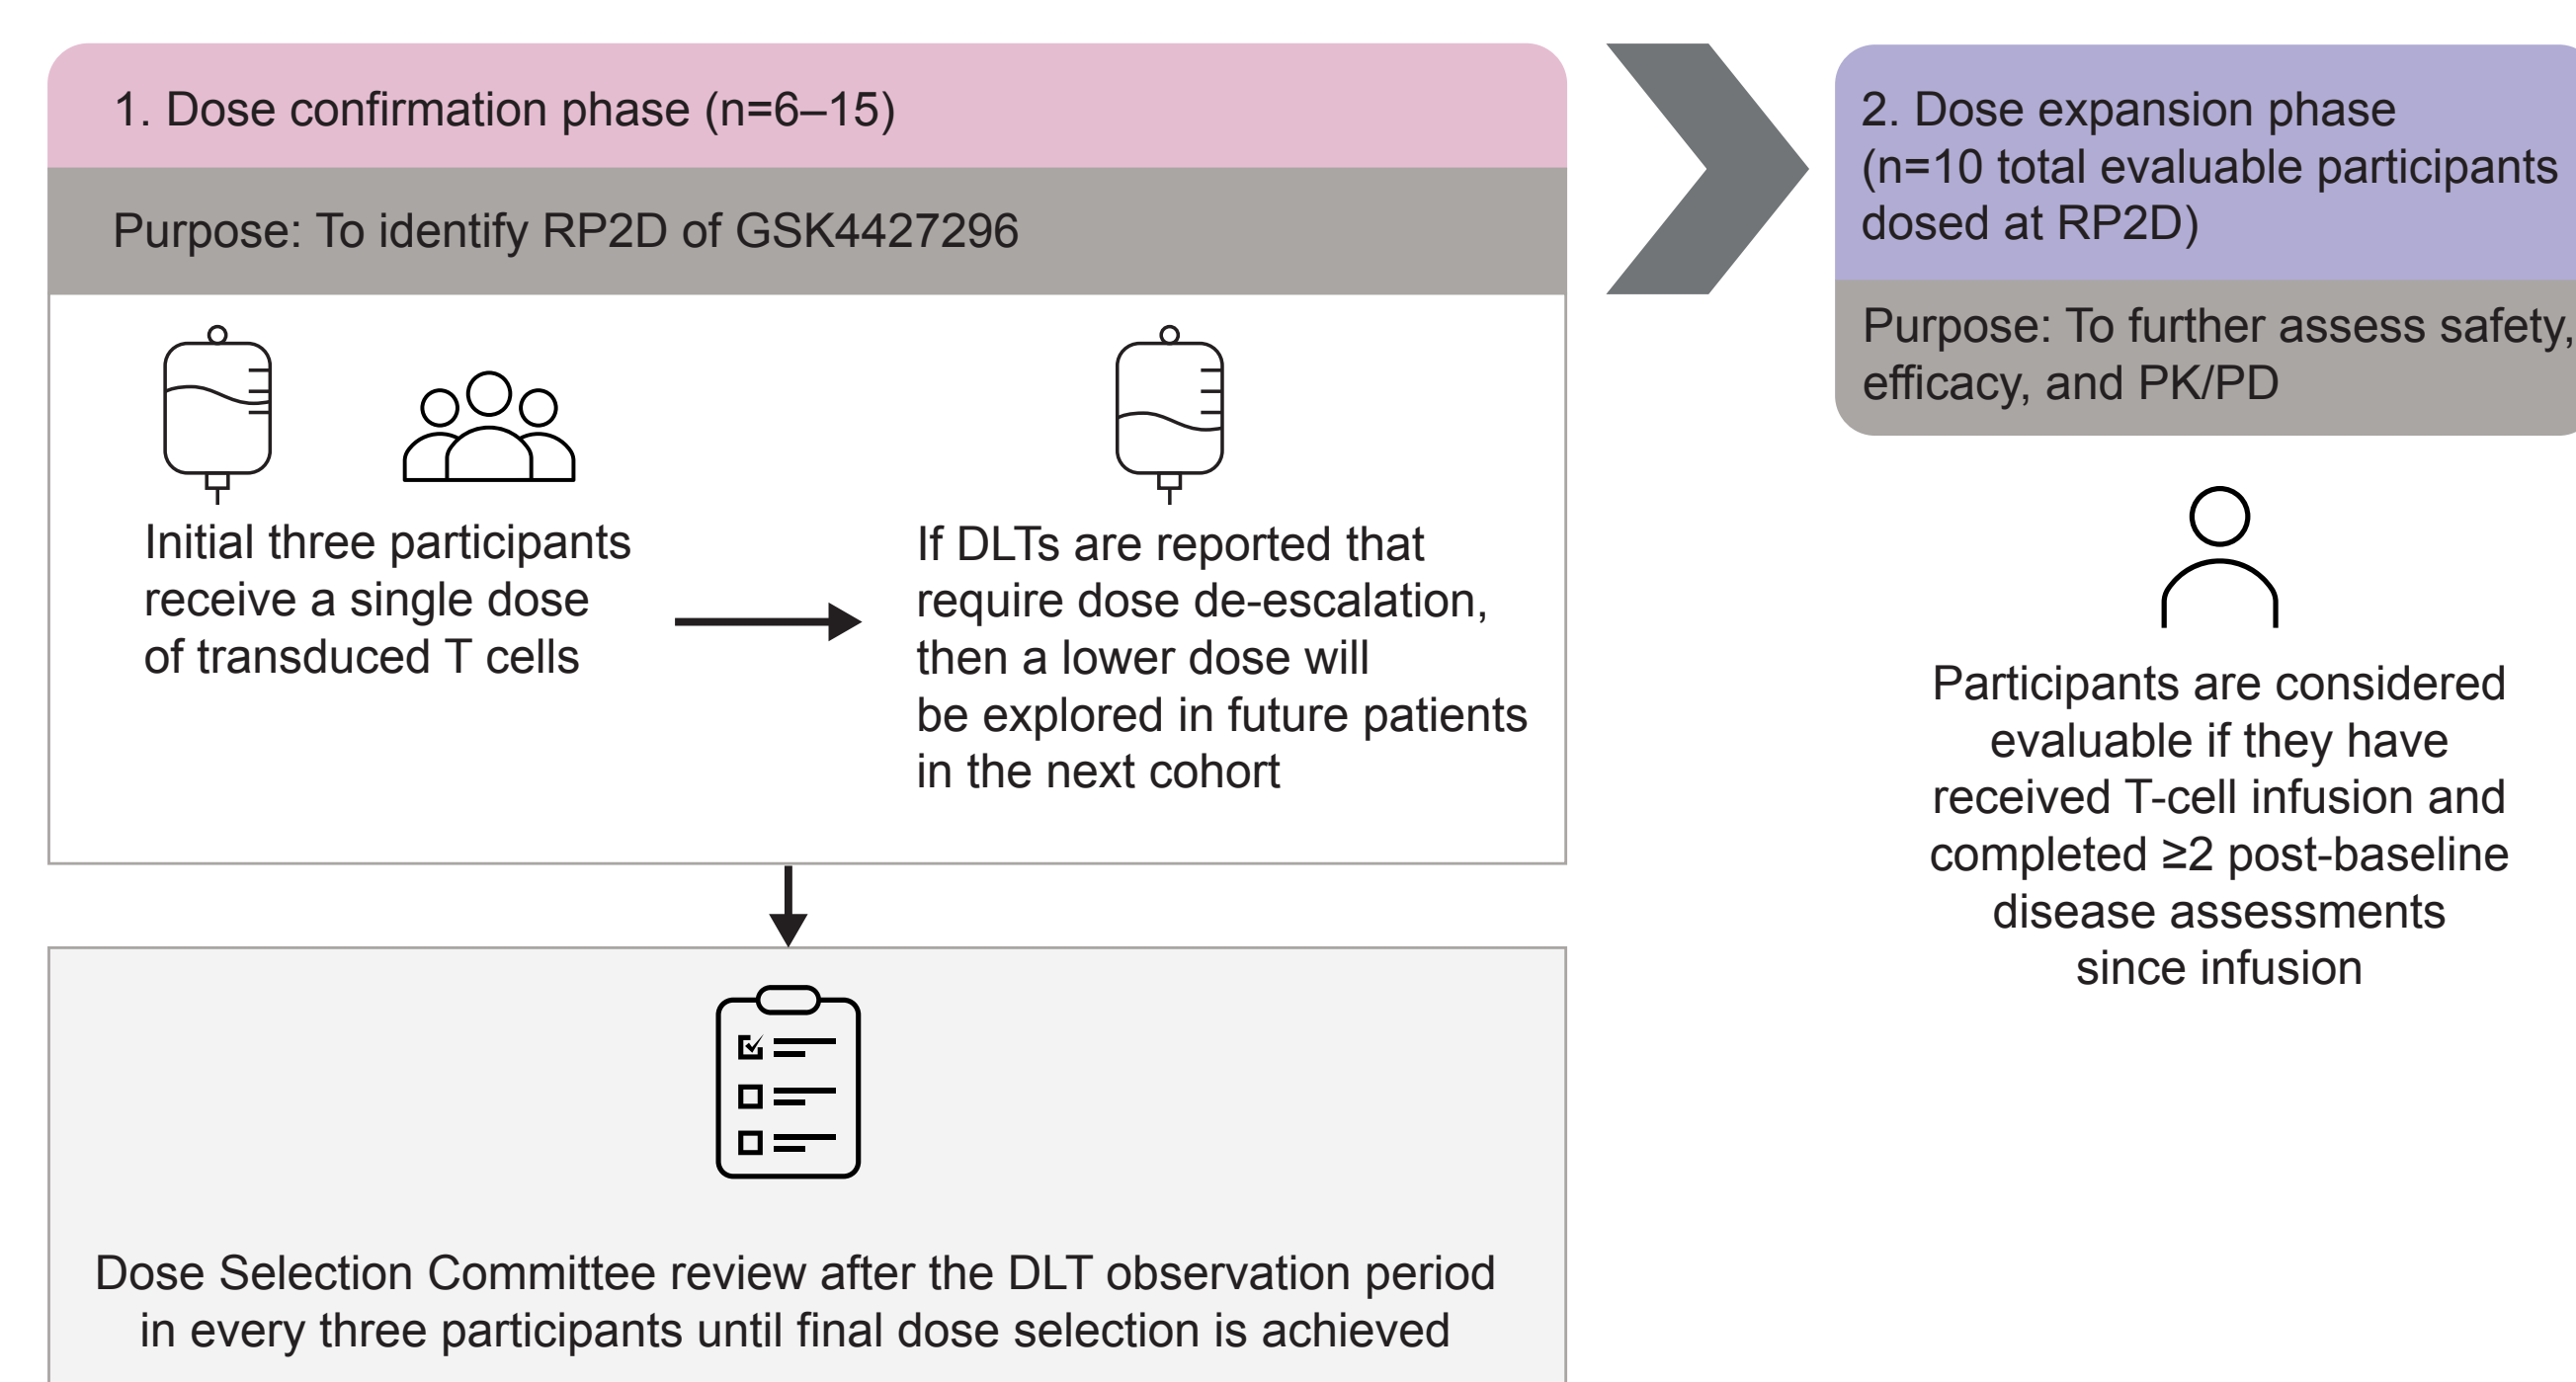 1. Dose confirmation phase (n=6–15)
Purpose: To identify RP2D of GSK4427296
Initial three participants
receive a single dose
of transduced T cells
If DLTs are reported that
require dose de-escalation,
then a lower dose will
be explored in future patients
in the next cohort
Dose Selection Committee review after the DLT observation period
in every three participants until final dose selection is achieved
2. Dose expansion phase
(n=10 total evaluable participants
dosed at RP2D)
Purpose: To further assess safety,
efficacy, and PK/PD
Participants are considered
evaluable if they have
received T-cell infusion and
completed ≥2 post-baseline
disease assessments
since infusion